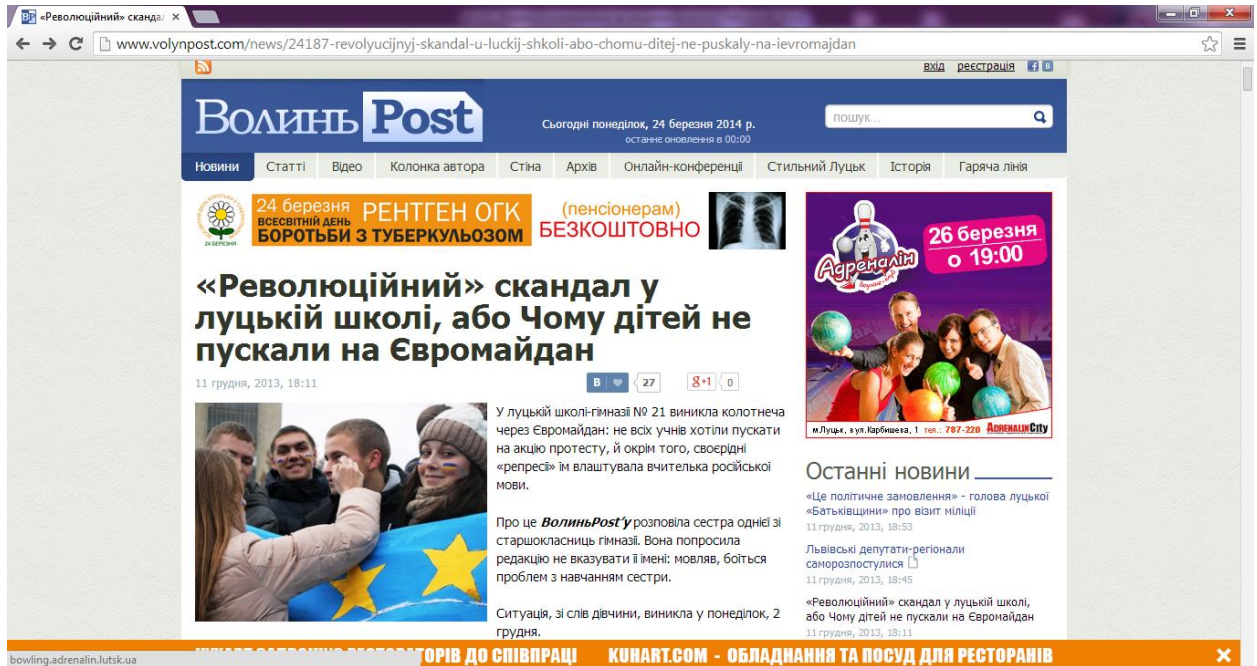 «Революційний» сканда
www.volynpost.com/news/24187-revolyucijnyj-skandal-u-luckij-shkoli-abo-chomu-ditej-ne-puskaly-na-ievromajdan
вхід реєстрація
ВолиньPost
Сьогодні понеділок, 24 березня 2014 р.
останнє оновлення в 00:00
пошук...
Новини Статті Відео Колонка автора Стіна Архів Онлайн-конференції Стильний Луцьк Історія Гаряча лінія
24 БЕРЕЗНЯ
24 березня
ВСЕСВІТНІЙ ДЕНЬ
БОРОТЬБИ З ТУБЕРКУЛЬОЗОМ
РЕНТГЕН ОГК
(пенсіонерам)
БЕЗКОШТОВНО
«Революційний» скандал у
луцькій школі, або Чому дітей не
пускали на Євромайдан
11 грудня, 2013, 18:11
В 27 g+1 0
У луцькій школі-гімназії № 21 виникла колотнеча
через Євромайдан: не всіх учнів хотіли пускати
на акцію протесту, й окрім того, своєрідні
«репресії» їм влаштувала вчителька російської
мови.
Про це ВолиньPost'у розповіла сестра однієї зі
старшокласниць гімназії. Вона попросила
редакцію не вказувати її імені: мовляв, боїться
проблем з навчанням сестри.
Ситуація, зі слів дівчини, виникла у понеділок, 2
грудня.
Адреналін
26 березня
о 19:00
м.Луцьк, вул.Карбишева, 1 тел.: 787-220 ADRENALIN CITY
Останні новини
«Це політичне замовлення» - голова луцької
«Батьківщини» про візит міліції
11 грудня, 2013, 18:53
Львівські депутати-регіонали
саморозпустулися
11 грудня, 2013, 18:45
«Революційний» скандал у луцькій школі,
або Чому дітей не пускали на Євромайдан
11 грудня, 2013, 18:11
ДО СПІВПРАЦІ KUHART.COM - ОБЛАДНАННЯ ТА ПОСУД ДЛЯ РЕСТОРАНІВ
bowling.adrenalin.lutsk.ua